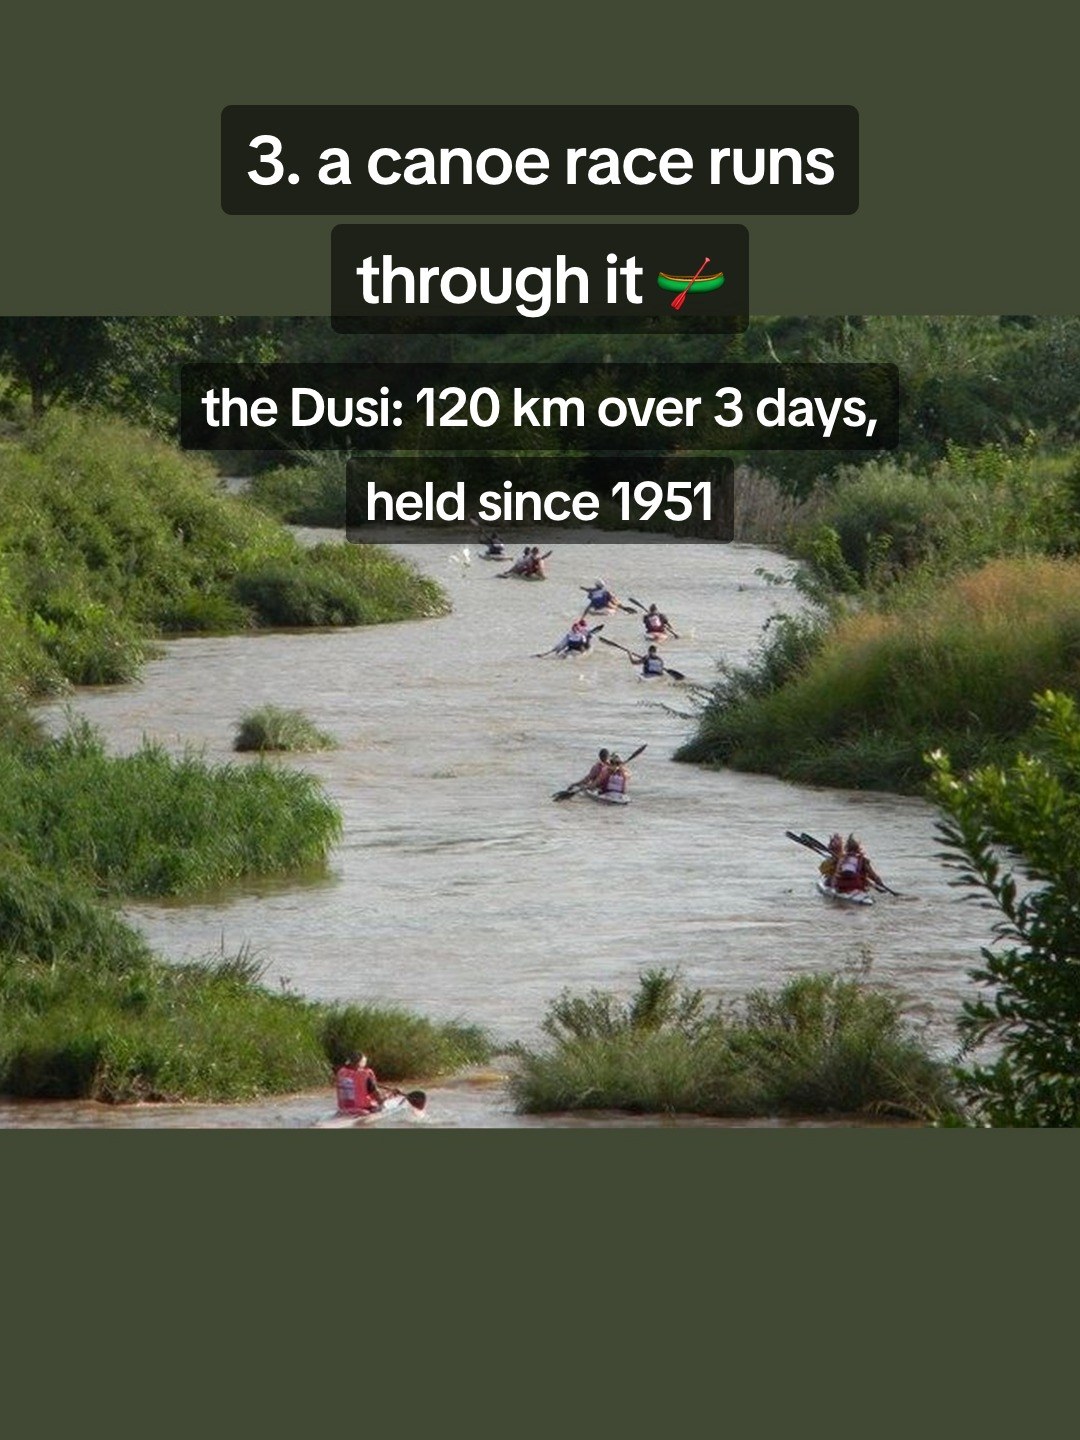 3. a canoe race runs
through it 🛶
the Dusi: 120 km over 3 days,
held since 1951